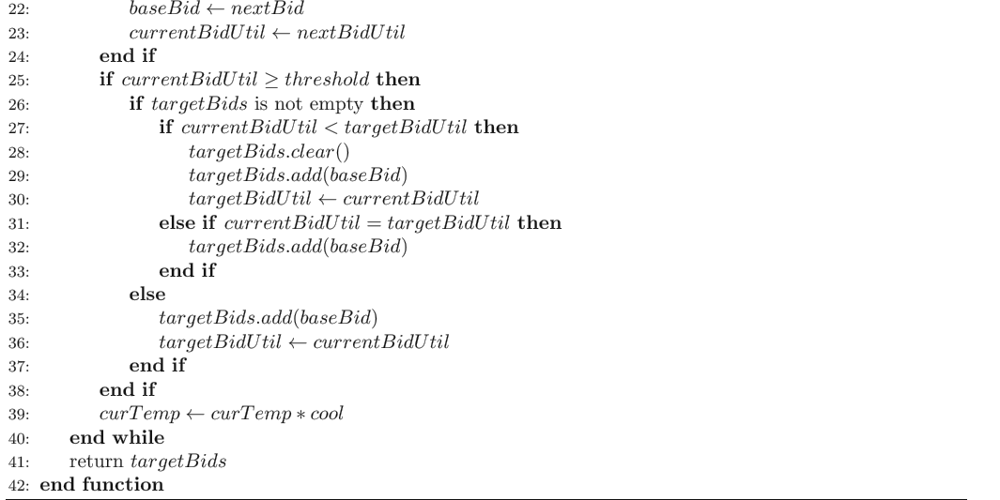 22: baseBid ← nextBid
23: currentBidUtil ← nextBidUtil
24: end if
25: if currentBidUtil ≥ threshold then
26: if targetBids is not empty then
27: if currentBidUtil < targetBidUtil then
28: targetBids.clear()
29: targetBids.add(baseBid)
30: targetBidUtil ← currentBidUtil
31: else if currentBidUtil = targetBidUtil then
32: targetBids.add(baseBid)
33: end if
34: else
35: targetBids.add(baseBid)
36: targetBidUtil ← currentBidUtil
37: end if
38: end if
39: curTemp ← curTemp ∗ cool
40: end while
41: return targetBids
42: end function